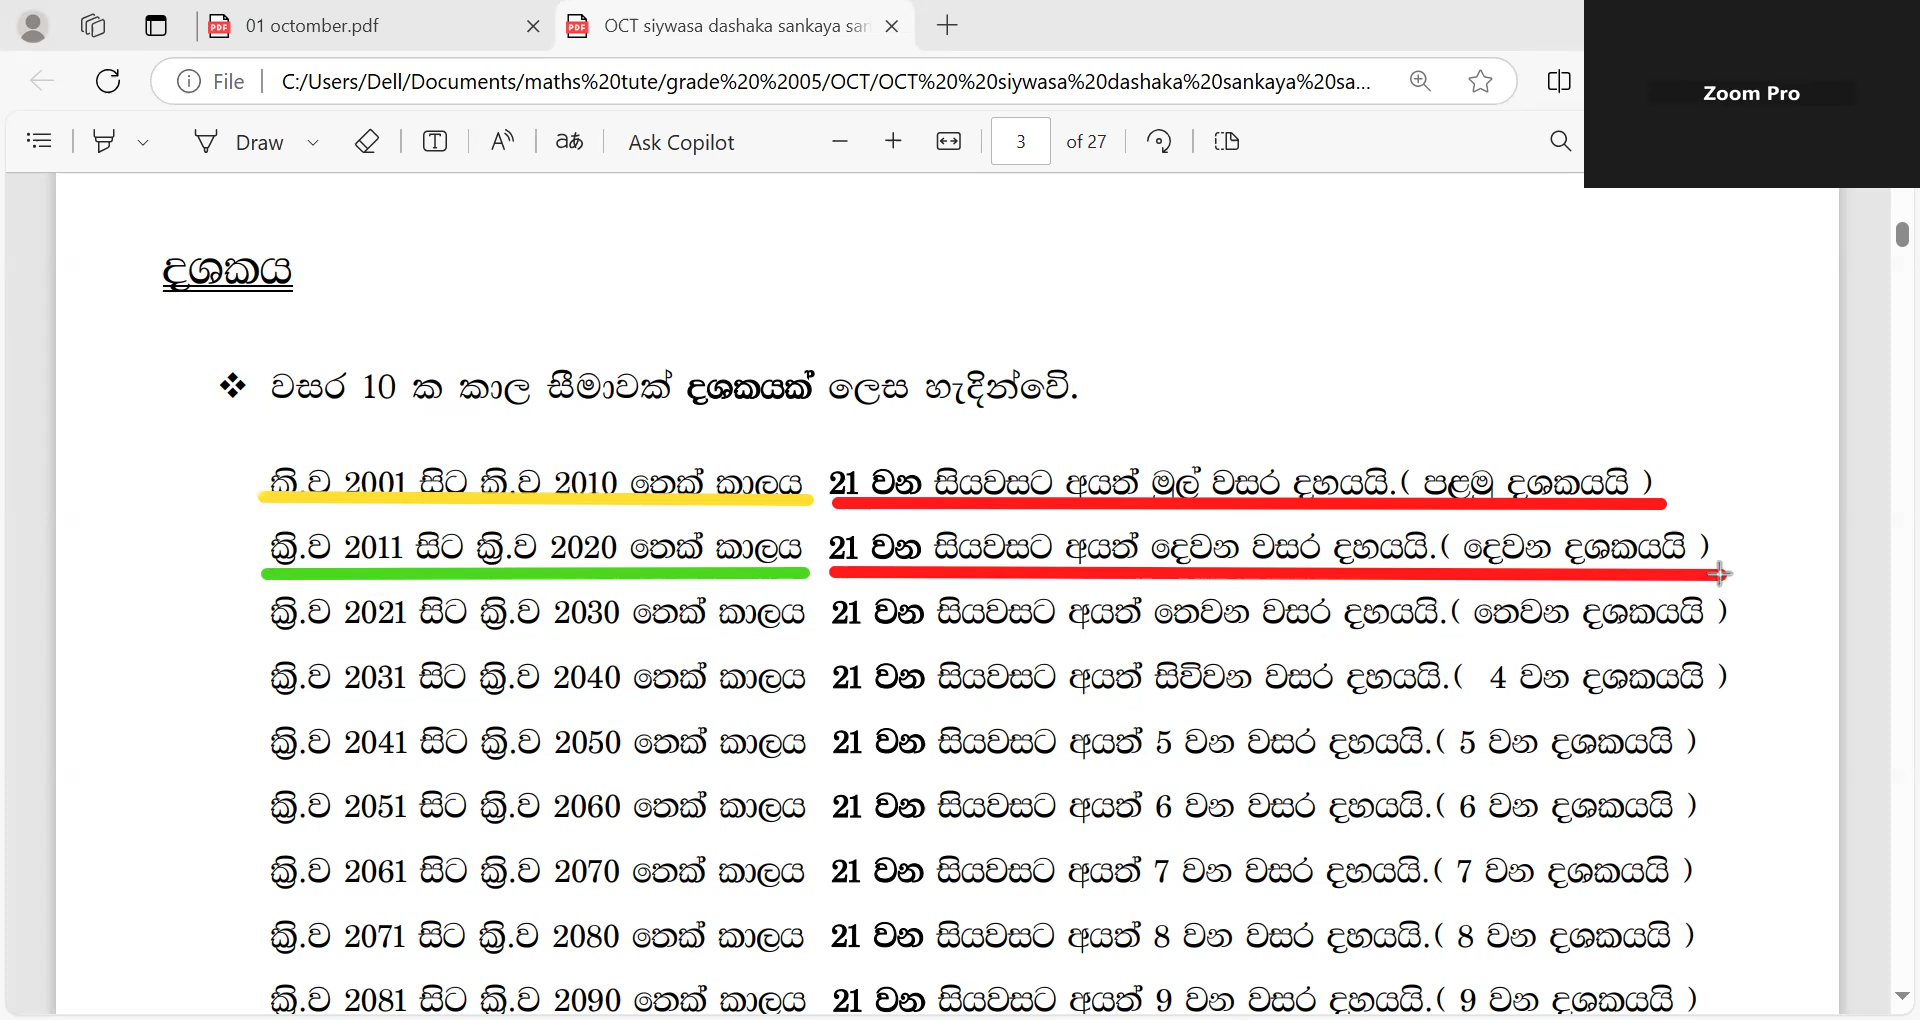 01 octomber.pdf
OCT siywasa dashaka sankaya san
File
C:/Users/Dell/Documents/maths%20tute/grade%20%2005/OCT/OCT%20%20siywasa%20dashaka%20sankaya%20sa...
Zoom Pro
Draw
Ask Copilot
3 of 27
දශකය
❖ වසර 10 ක කාල සීමාවක් දශකයක් ලෙස හැදින්වේ.
ක්‍රි.ව 2001 සිට ක්‍රි.ව 2010 තෙක් කාලය 21 වන සියවසට අයත් මුල් වසර දහයයි.( පළමු දශකයයි )
ක්‍රි.ව 2011 සිට ක්‍රි.ව 2020 තෙක් කාලය 21 වන සියවසට අයත් දෙවන වසර දහයයි.( දෙවන දශකයයි )
ක්‍රි.ව 2021 සිට ක්‍රි.ව 2030 තෙක් කාලය 21 වන සියවසට අයත් තෙවන වසර දහයයි.( තෙවන දශකයයි )
ක්‍රි.ව 2031 සිට ක්‍රි.ව 2040 තෙක් කාලය 21 වන සියවසට අයත් සිව්වන වසර දහයයි.( 4 වන දශකයයි )
ක්‍රි.ව 2041 සිට ක්‍රි.ව 2050 තෙක් කාලය 21 වන සියවසට අයත් 5 වන වසර දහයයි.( 5 වන දශකයයි )
ක්‍රි.ව 2051 සිට ක්‍රි.ව 2060 තෙක් කාලය 21 වන සියවසට අයත් 6 වන වසර දහයයි.( 6 වන දශකයයි )
ක්‍රි.ව 2061 සිට ක්‍රි.ව 2070 තෙක් කාලය 21 වන සියවසට අයත් 7 වන වසර දහයයි.( 7 වන දශකයයි )
ක්‍රි.ව 2071 සිට ක්‍රි.ව 2080 තෙක් කාලය 21 වන සියවසට අයත් 8 වන වසර දහයයි.( 8 වන දශකයයි )
ක්‍රි.ව 2081 සිට ක්‍රි.ව 2090 තෙක් කාලය 21 වන සියවසට අයත් 9 වන වසර දහයයි.( 9 වන දශකයයි )